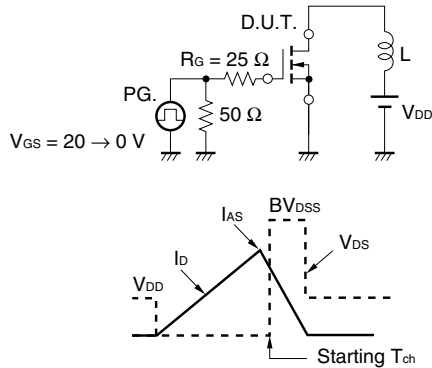 D.U.T.
RG = 25 Ω
L
PG.
50 Ω
VDD
VGS = 20 → 0 V
BVDSS
IAS
ID
VDS
VDD
Starting Tch